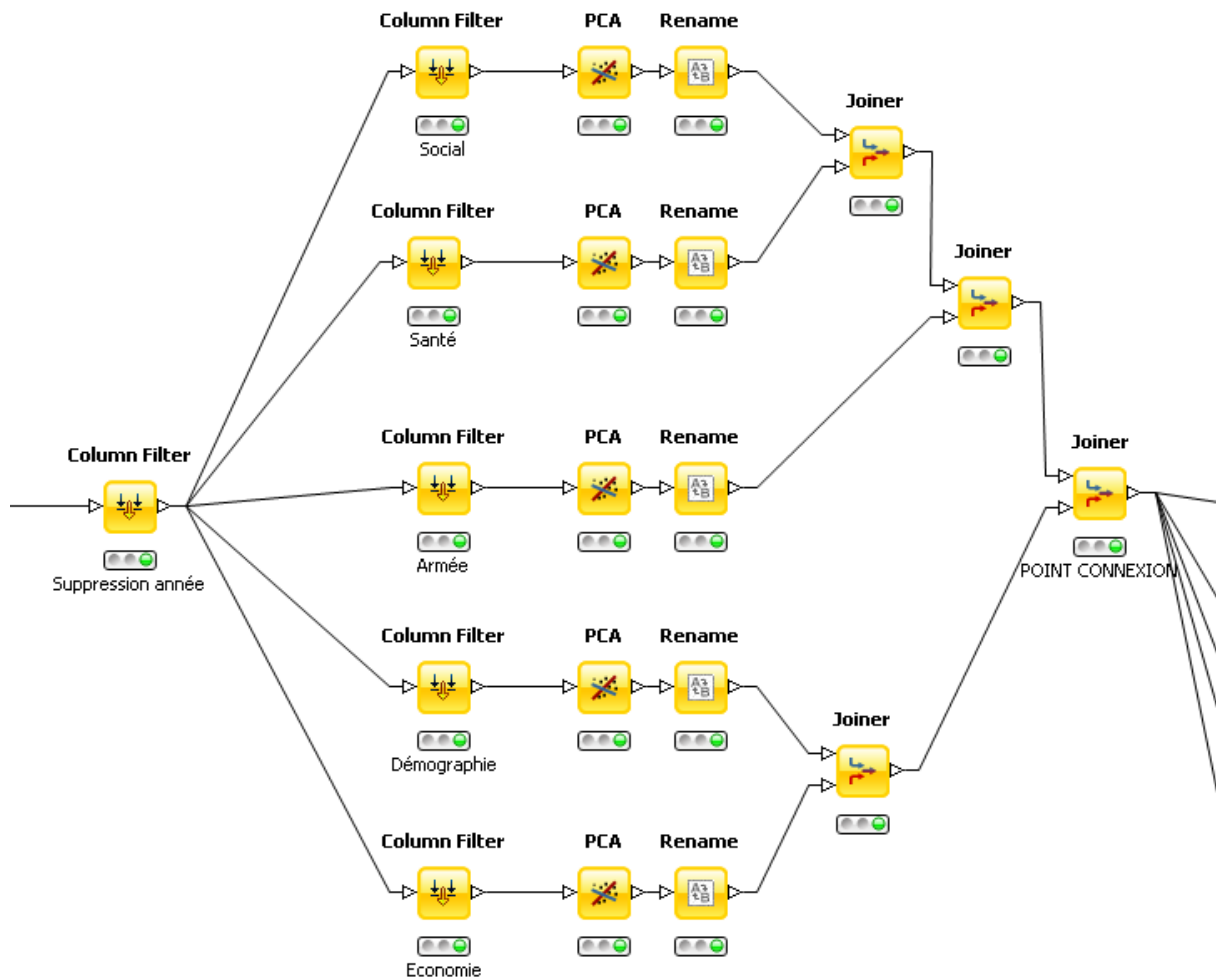 Column Filter PCA Rename
Social
Joiner
Column Filter PCA Rename
Santé
Joiner
Column Filter PCA Rename
Armée
Joiner
POINT CONNEXION
Column Filter
Suppression année
Column Filter PCA Rename
Démographie
Joiner
Column Filter PCA Rename
Economie